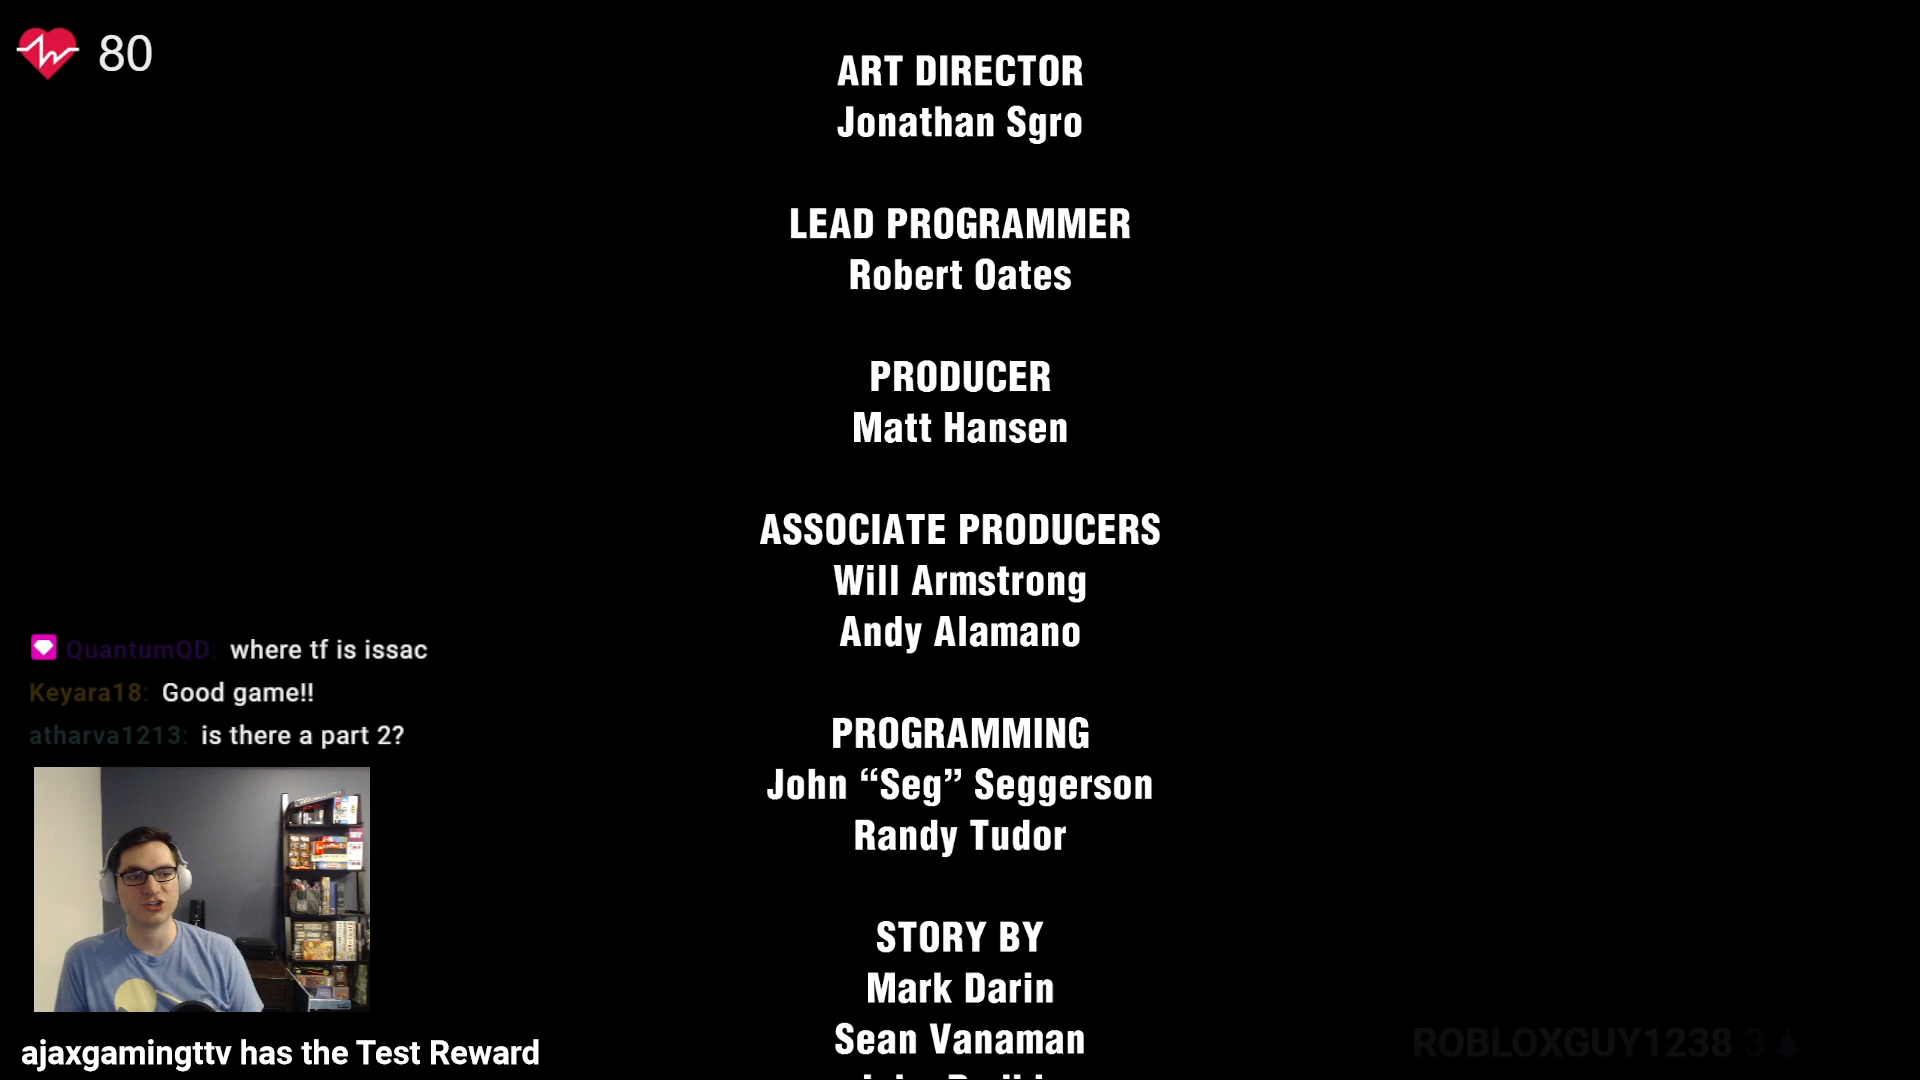 80
ART DIRECTOR
Jonathan Sgro
LEAD PROGRAMMER
Robert Oates
PRODUCER
Matt Hansen
ASSOCIATE PRODUCERS
Will Armstrong
Andy Alamano
PROGRAMMING
John “Seg” Seggerson
Randy Tudor
STORY BY
Mark Darin
Sean Vanaman
QuantumQD: where tf is issac
Keyara18: Good game!!
atharva1213: is there a part 2?
ajaxgamingttv has the Test Reward
ROBLOXGUY1238 3